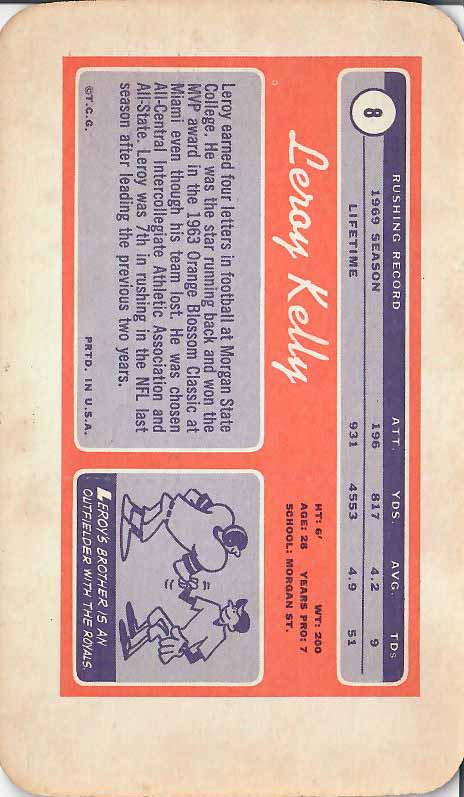 8
RUSHING RECORD ATT. YDS. AVG. TDs
1969 SEASON 196 817 4.2 9
LIFETIME 931 4553 4.9 51
Leroy Kelly
HT: 6' WT: 200
AGE: 28 YEARS PRO: 7
SCHOOL: MORGAN ST.
Leroy earned four letters in football at Morgan State
College. He was the star running back and won the
MVP award in the 1963 Orange Blossom Classic at
Miami even though his team lost. He was chosen
All-Central Intercollegiate Athletic Association and
All-State. Leroy was 7th in rushing in the NFL last
season after leading the previous two years.
©T.C.G. PRTD. IN U.S.A.
LEROY'S BROTHER IS AN
OUTFIELDER WITH THE ROYALS.